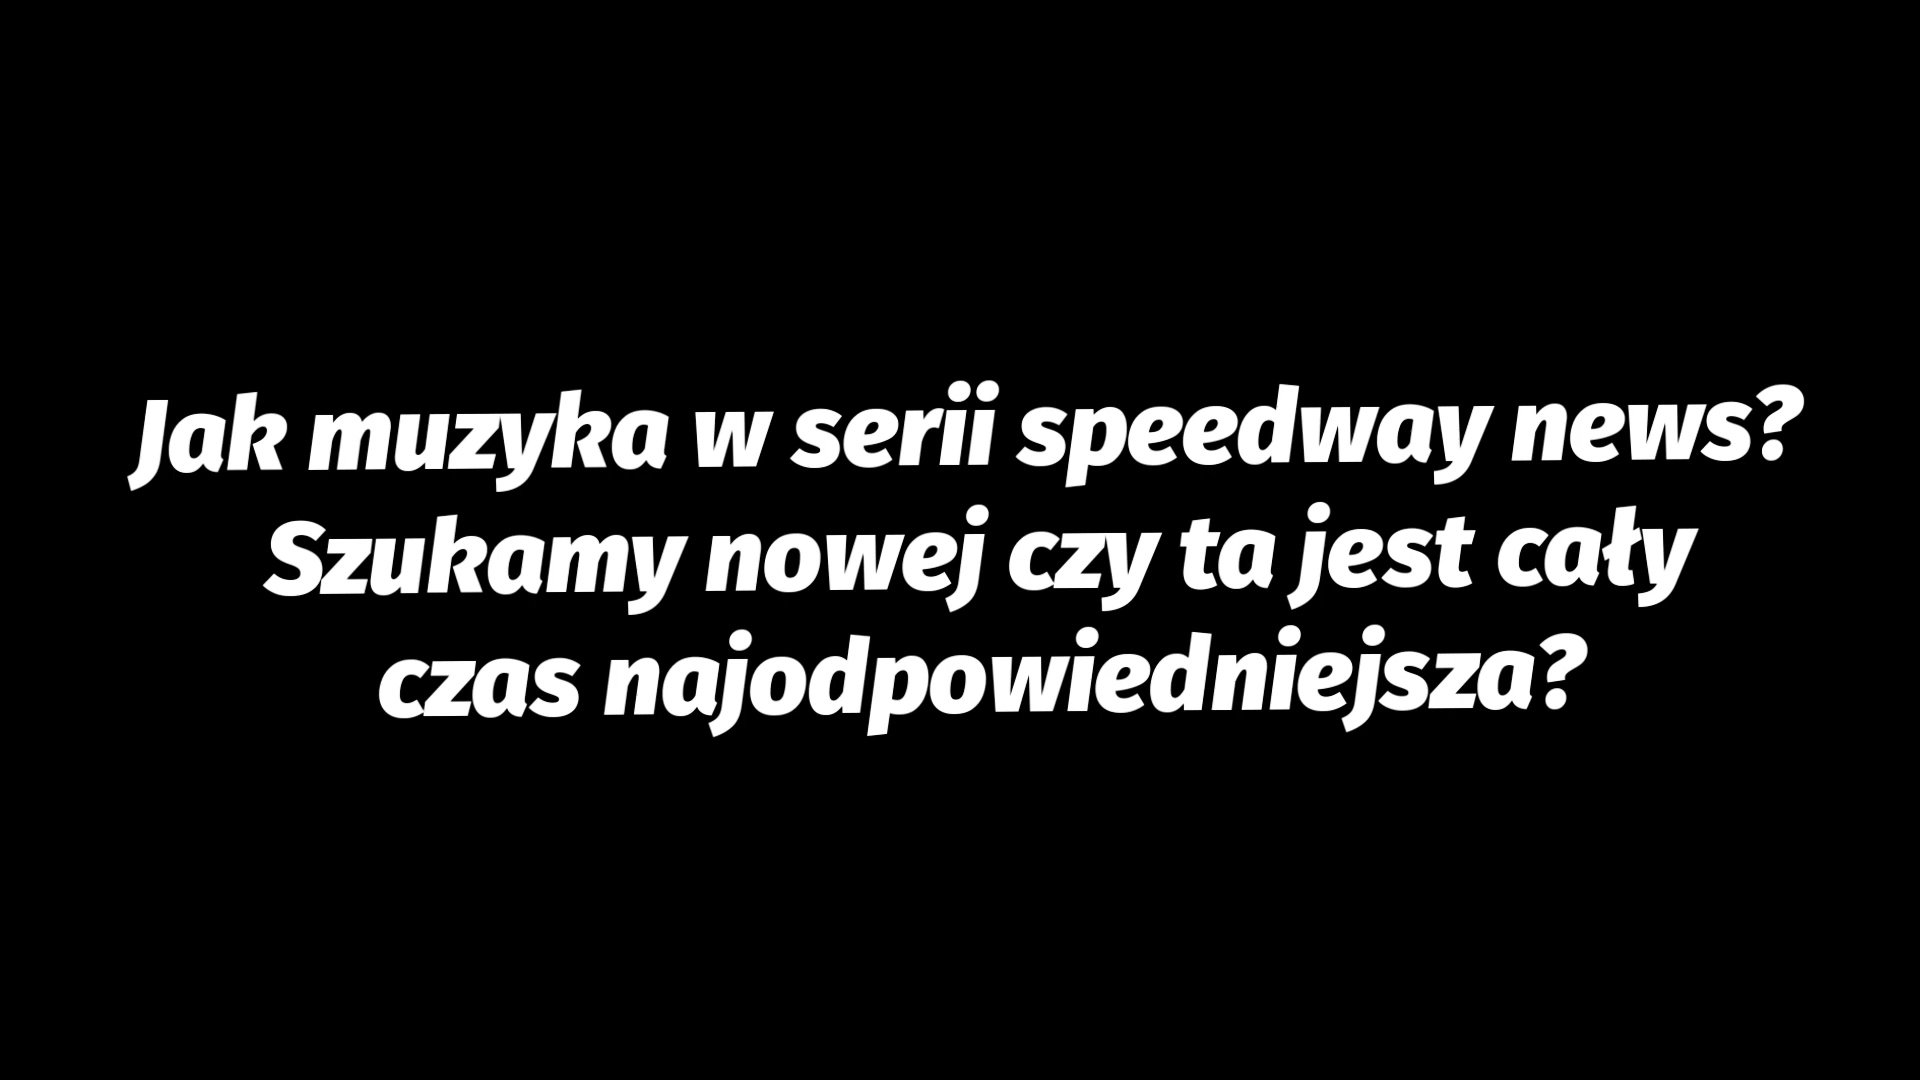 Jak muzyka w serii speedway news?
Szukamy nowej czy ta jest cały
czas najodpowiedniejsza?